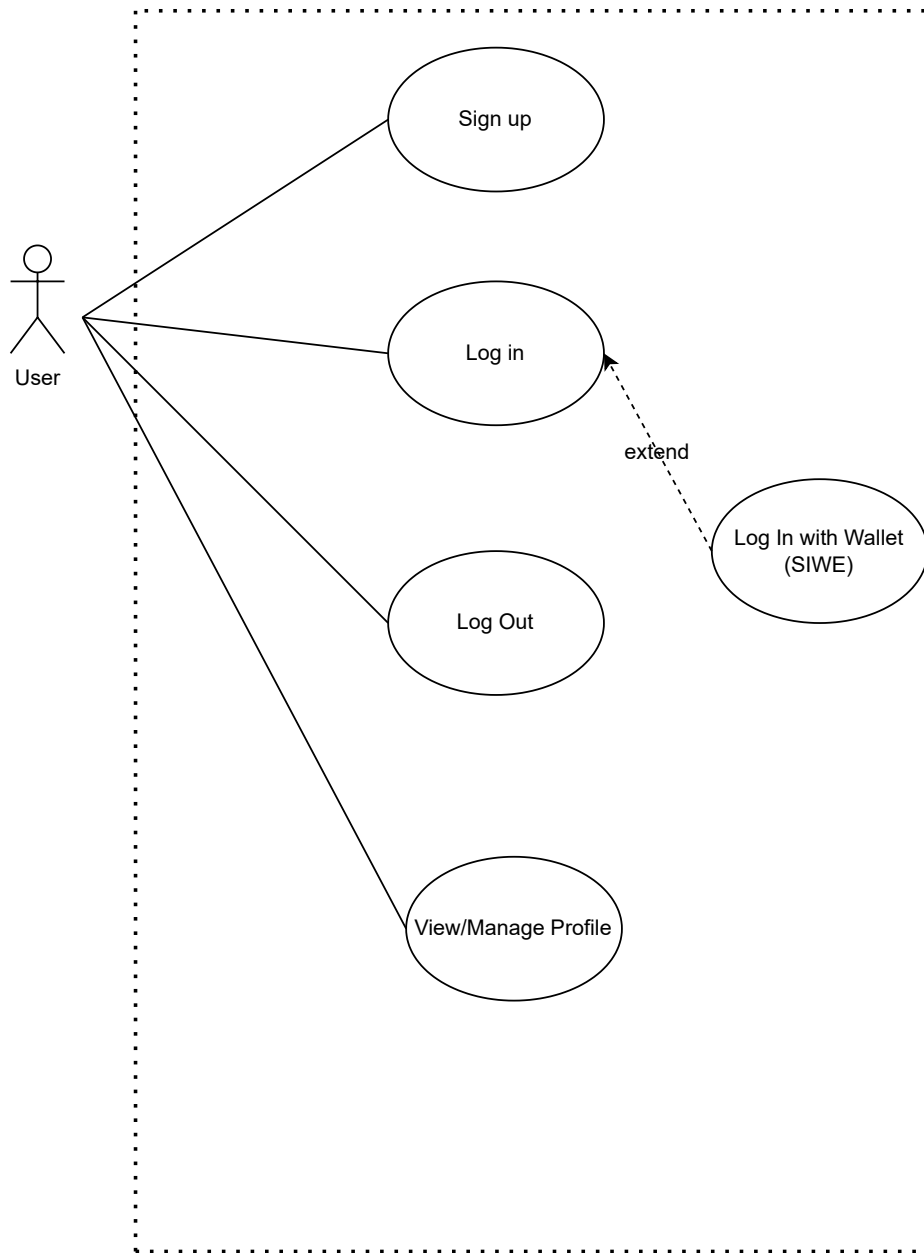 Sign up
User
Log in
extend
Log In with Wallet
(SIWE)
Log Out
View/Manage Profile